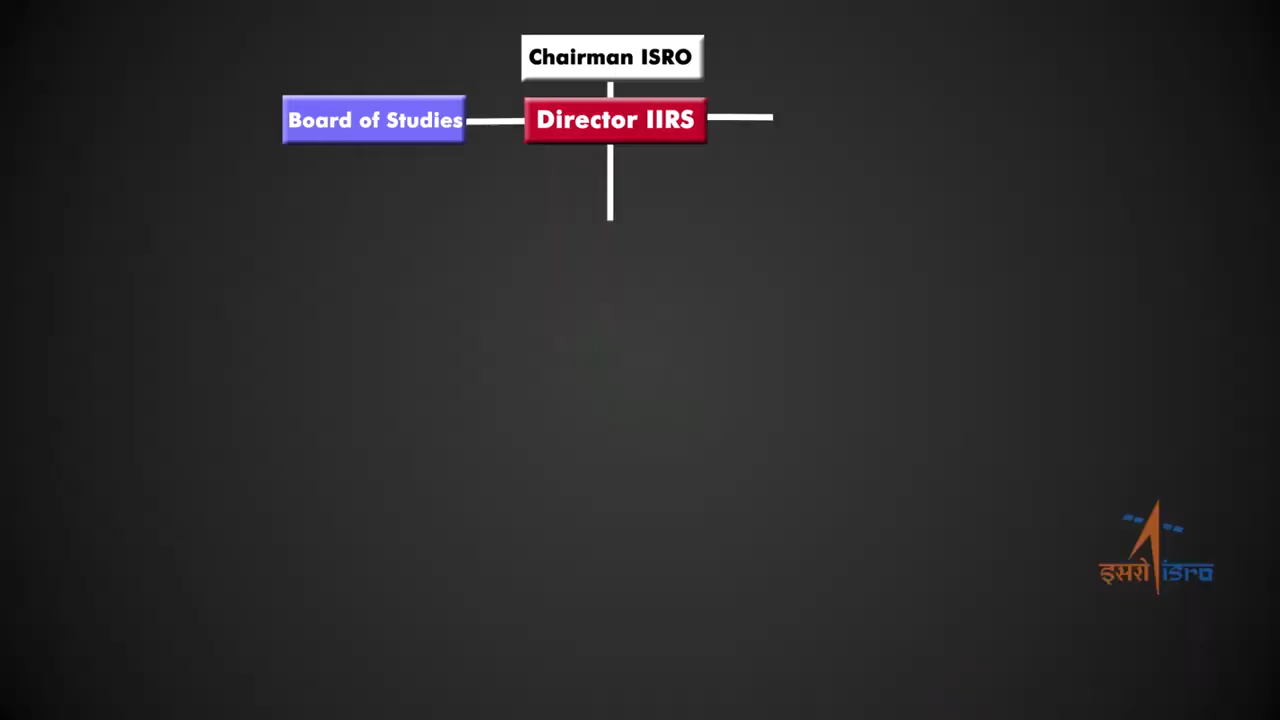 Chairman ISRO
Board of Studies
Director IIRS
इसरो isro